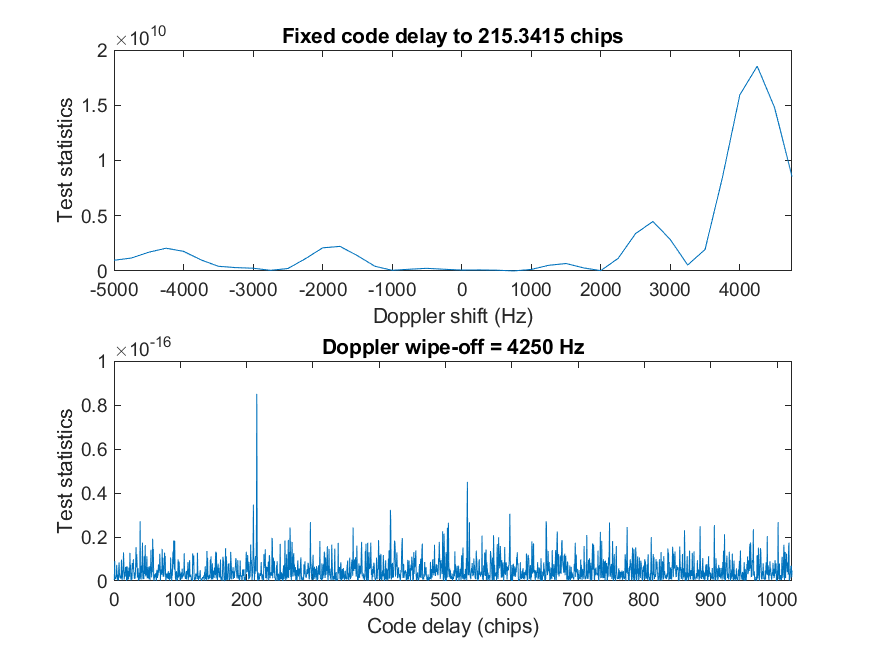 Fixed code delay to 215.3415 chips
×10^10
2
1.5
1
0.5
0
Test statistics
-5000 -4000 -3000 -2000 -1000 0 1000 2000 3000 4000
Doppler shift (Hz)
Doppler wipe-off = 4250 Hz
×10^-16
1
0.8
0.6
0.4
0.2
0
Test statistics
0 100 200 300 400 500 600 700 800 900 1000
Code delay (chips)